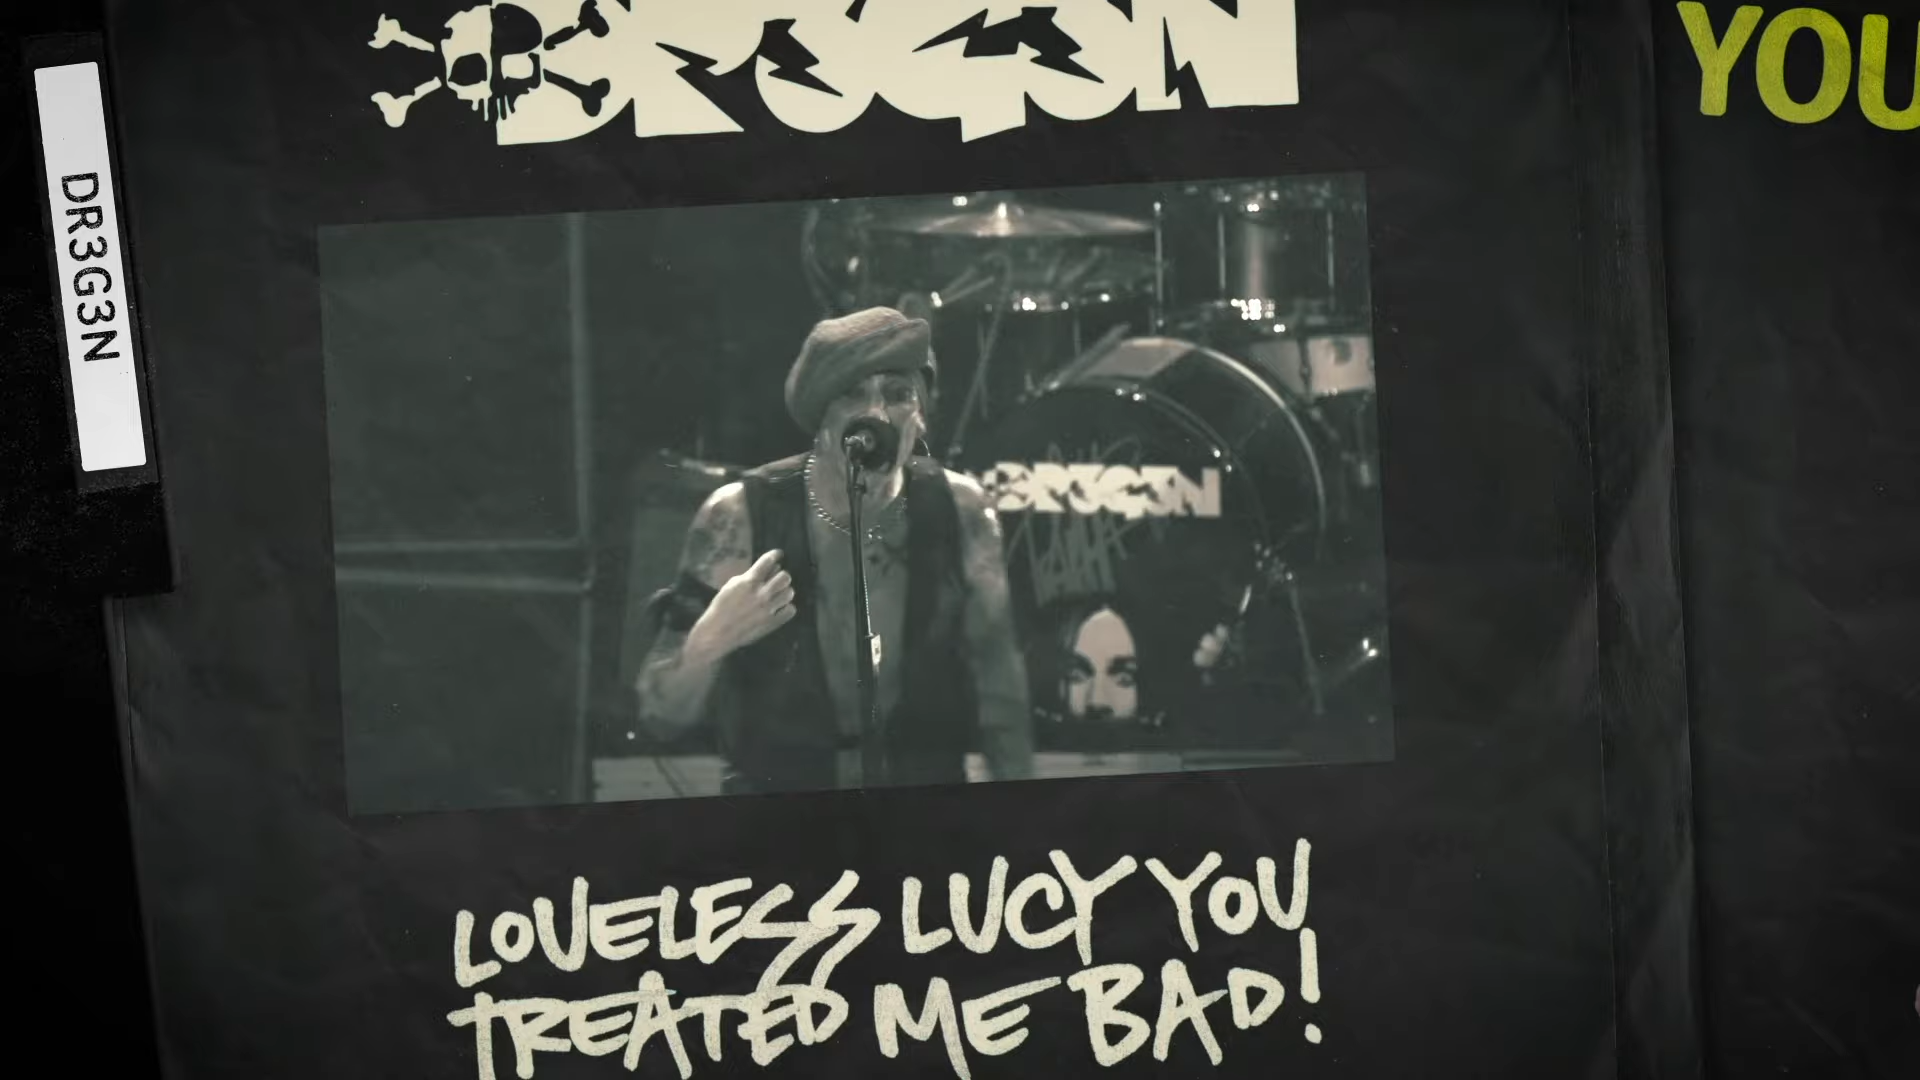 DR3G3N
YOU
DR3G3N
DR3G3N
LOVELESS LUCY YOU
TREATED ME BAD!